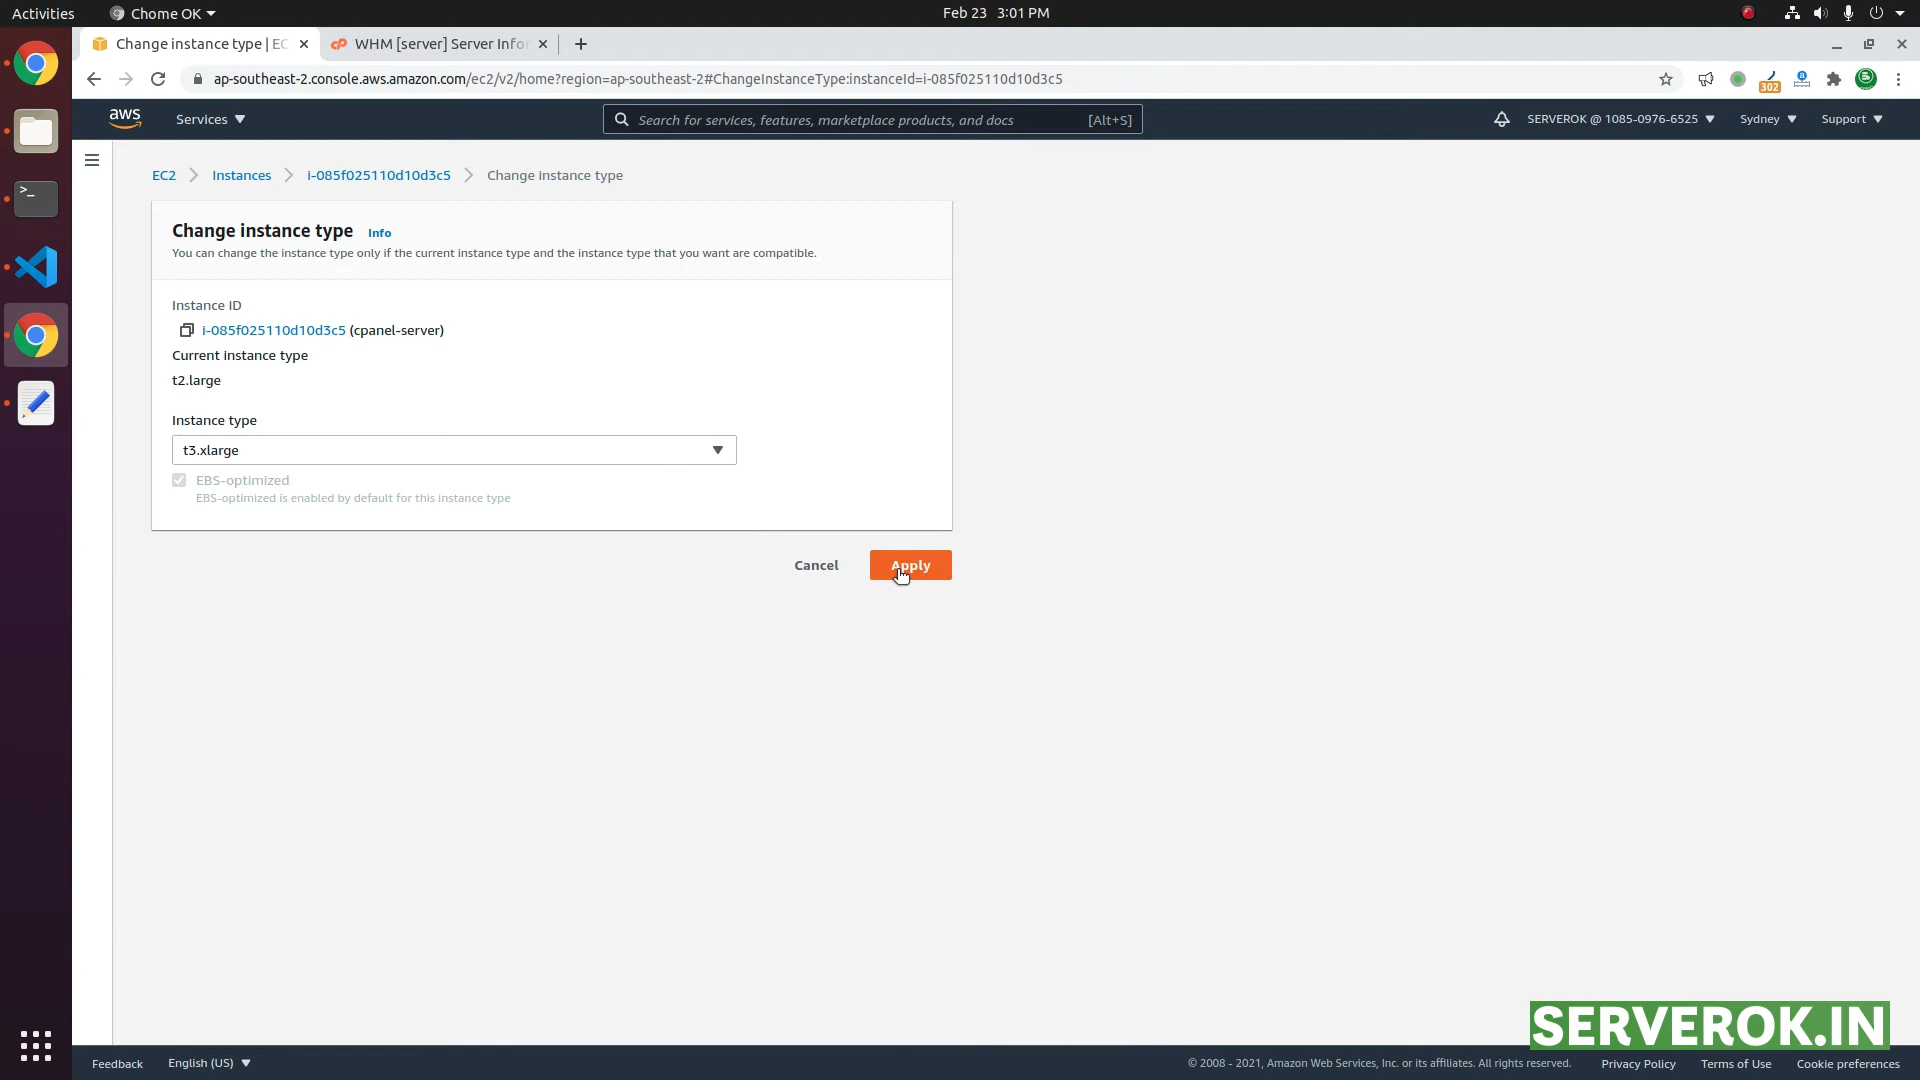 Activities
Chome OK
Feb 23 3:01 PM
Change instance type | EC
WHM [server] Server Infor
ap-southeast-2.console.aws.amazon.com/ec2/v2/home?region=ap-southeast-2#ChangeInstanceType:instanceId=i-085f025110d10d3c5
302
aws
Services
Search for services, features, marketplace products, and docs
[Alt+S]
SERVEROK @ 1085-0976-6525
Sydney
Support
EC2
Instances
i-085f025110d10d3c5
Change instance type
Change instance type Info
You can change the instance type only if the current instance type and the instance type that you want are compatible.
Instance ID
i-085f025110d10d3c5 (cpanel-server)
Current instance type
t2.large
Instance type
t3.xlarge
EBS-optimized
EBS-optimized is enabled by default for this instance type
Cancel
Apply
SERVEROK.IN
Feedback
English (US)
© 2008 - 2021, Amazon Web Services, Inc. or its affiliates. All rights reserved.
Privacy Policy
Terms of Use
Cookie preferences